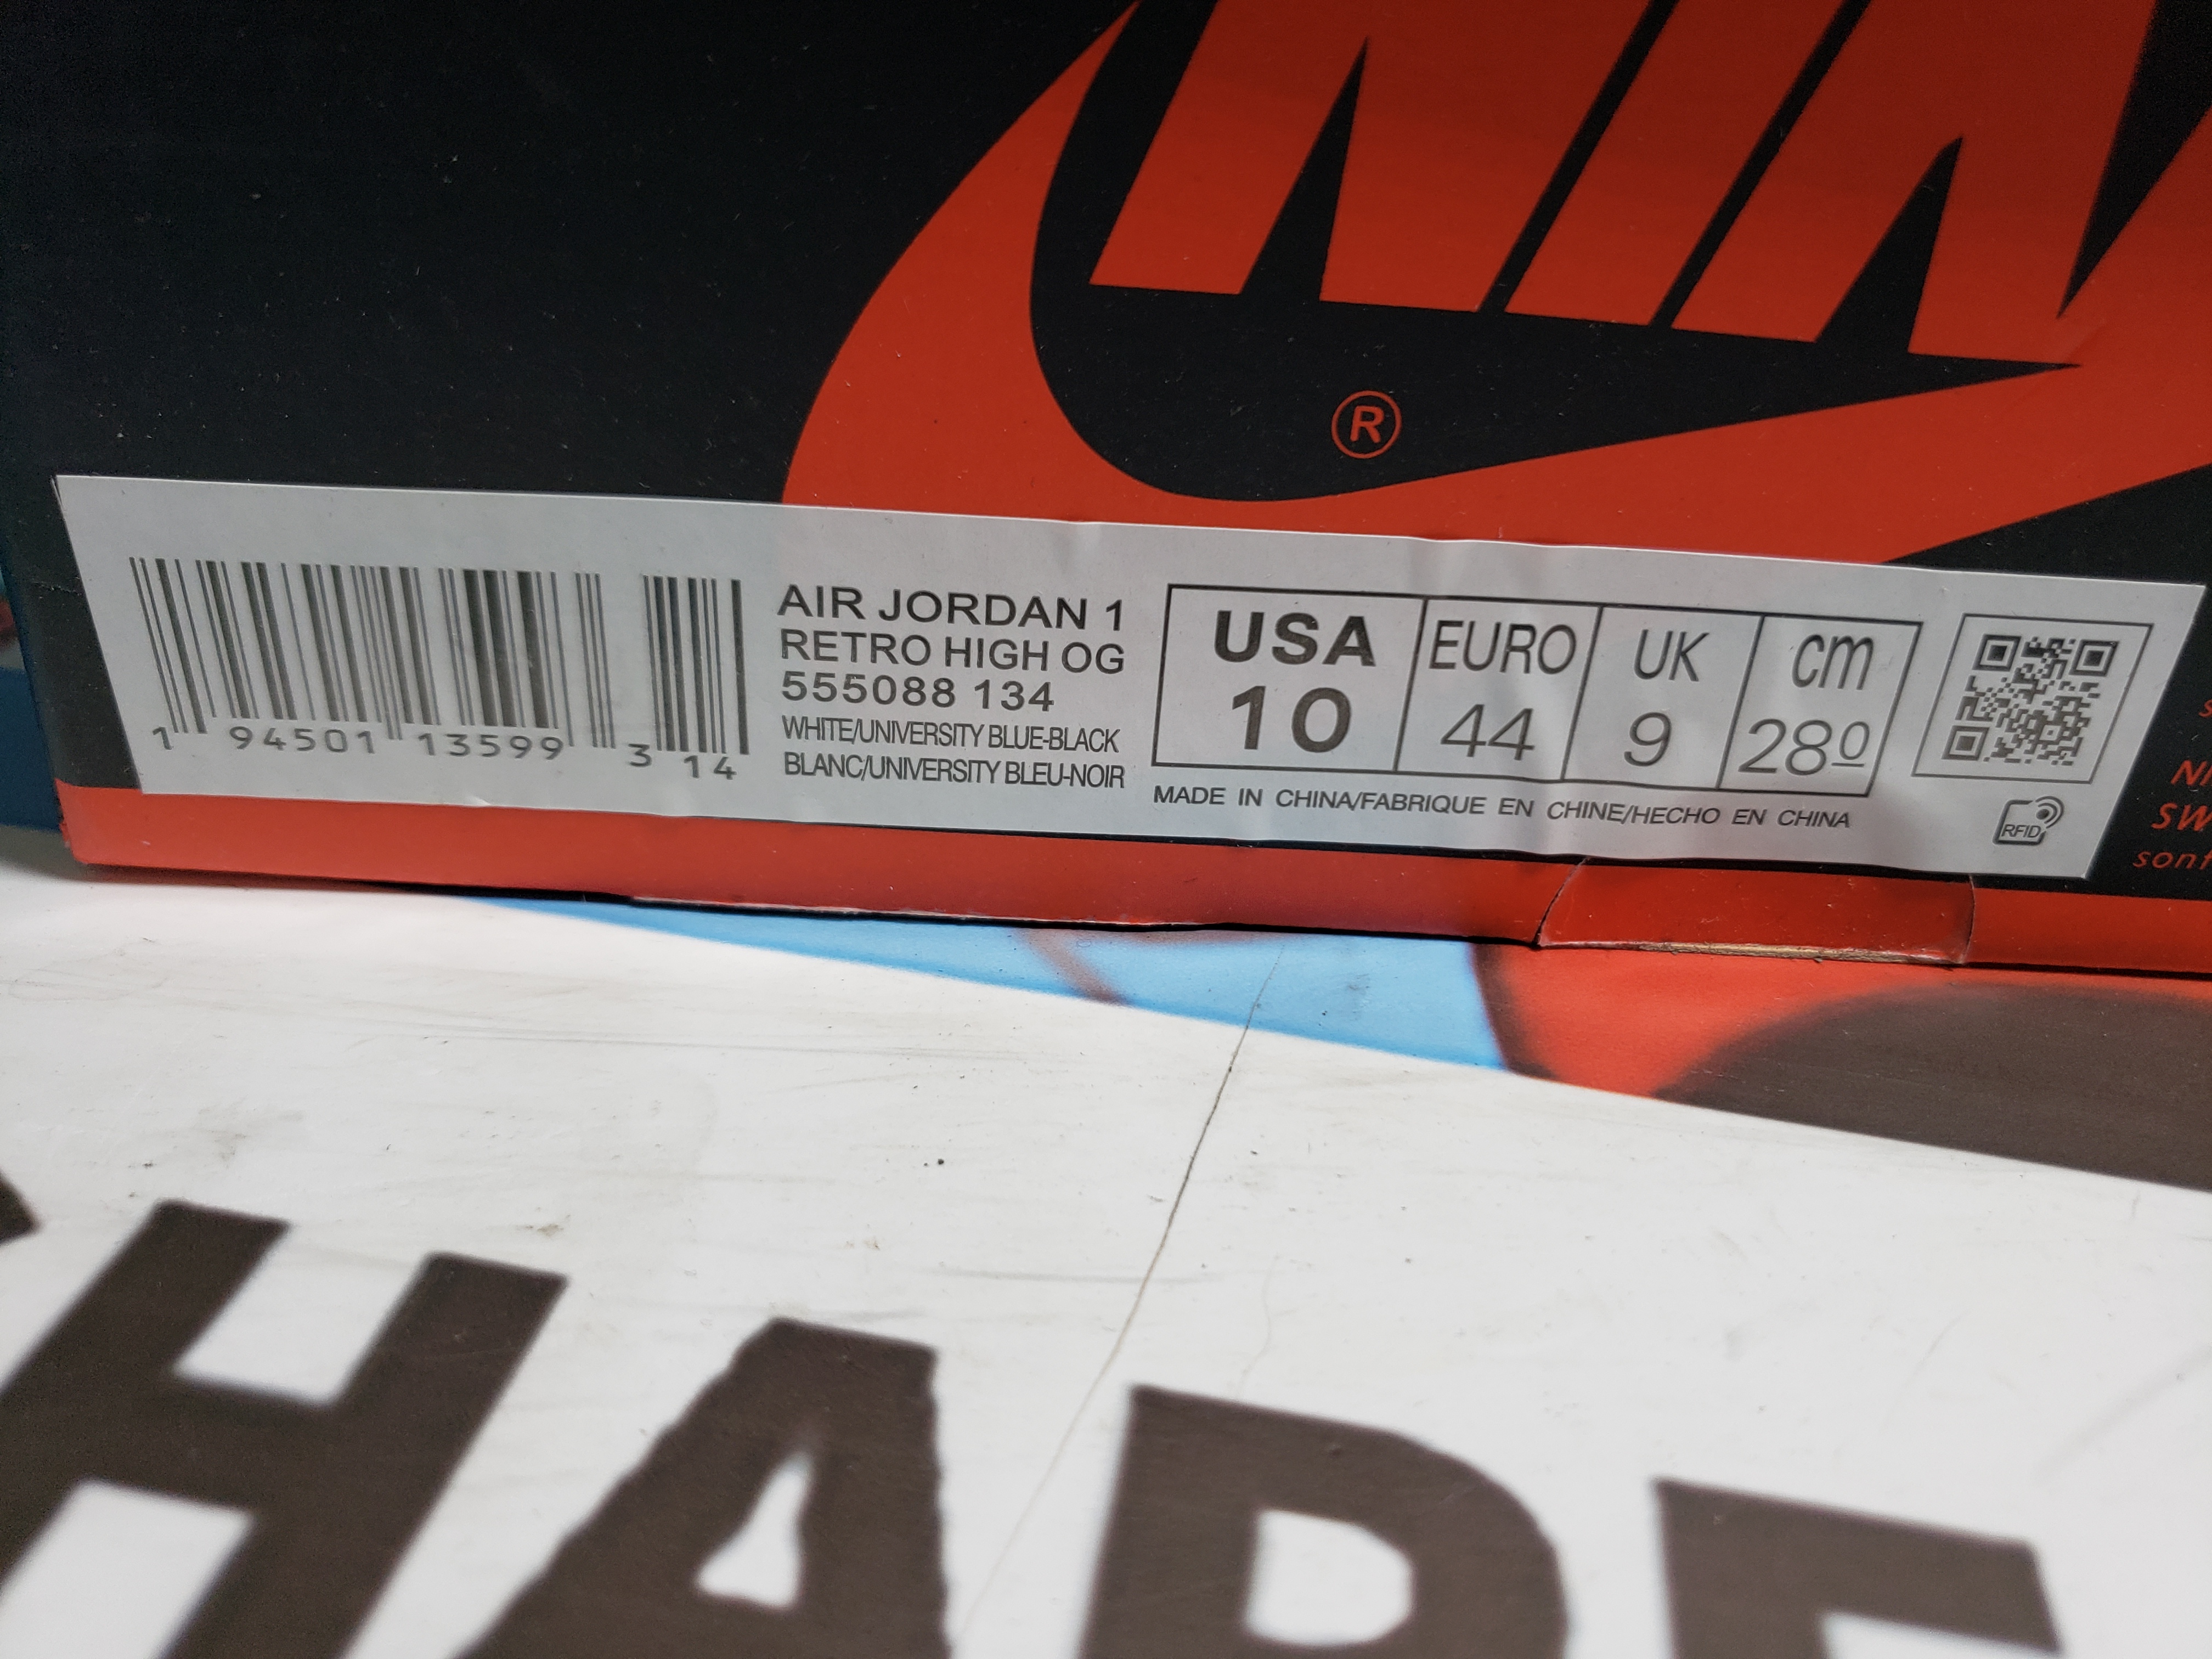 ®
AIR JORDAN 1
RETRO HIGH OG
555088 134
WHITE/UNIVERSITY BLUE-BLACK
BLANC/UNIVERSITY BLEU-NOIR
1 94501 13599 3 14
USA EURO UK cm
10 44 9 28º
MADE IN CHINA/FABRIQUE EN CHINE/HECHO EN CHINA
RFID
SW